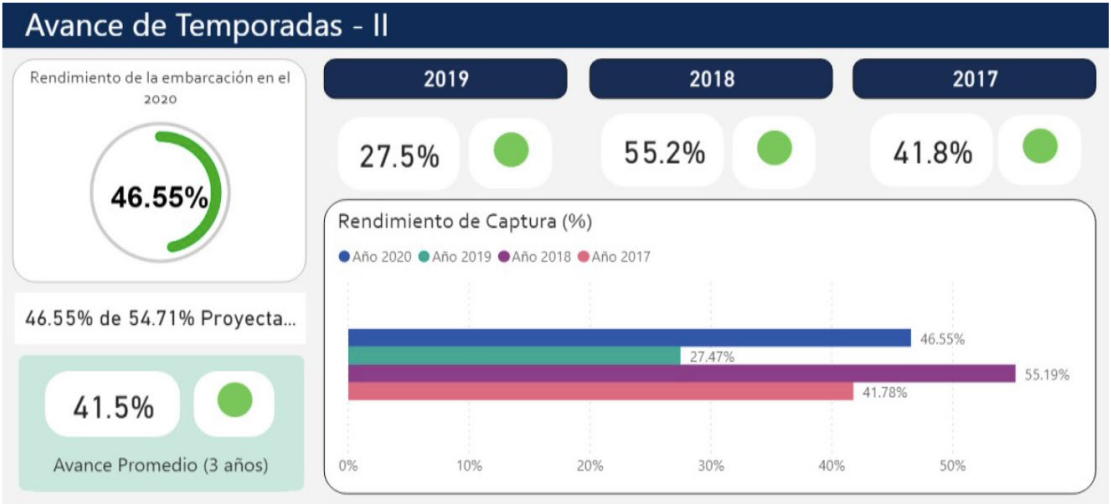 Avance de Temporadas - II
Rendimiento de la embarcación en el
2020
46.55%
46.55% de 54.71% Proyecta...
41.5%
Avance Promedio (3 años)
2019
2018
2017
27.5%
55.2%
41.8%
Rendimiento de Captura (%)
Año 2020 Año 2019 Año 2018 Año 2017
46.55%
27.47%
55.19%
41.78%
0% 10% 20% 30% 40% 50%